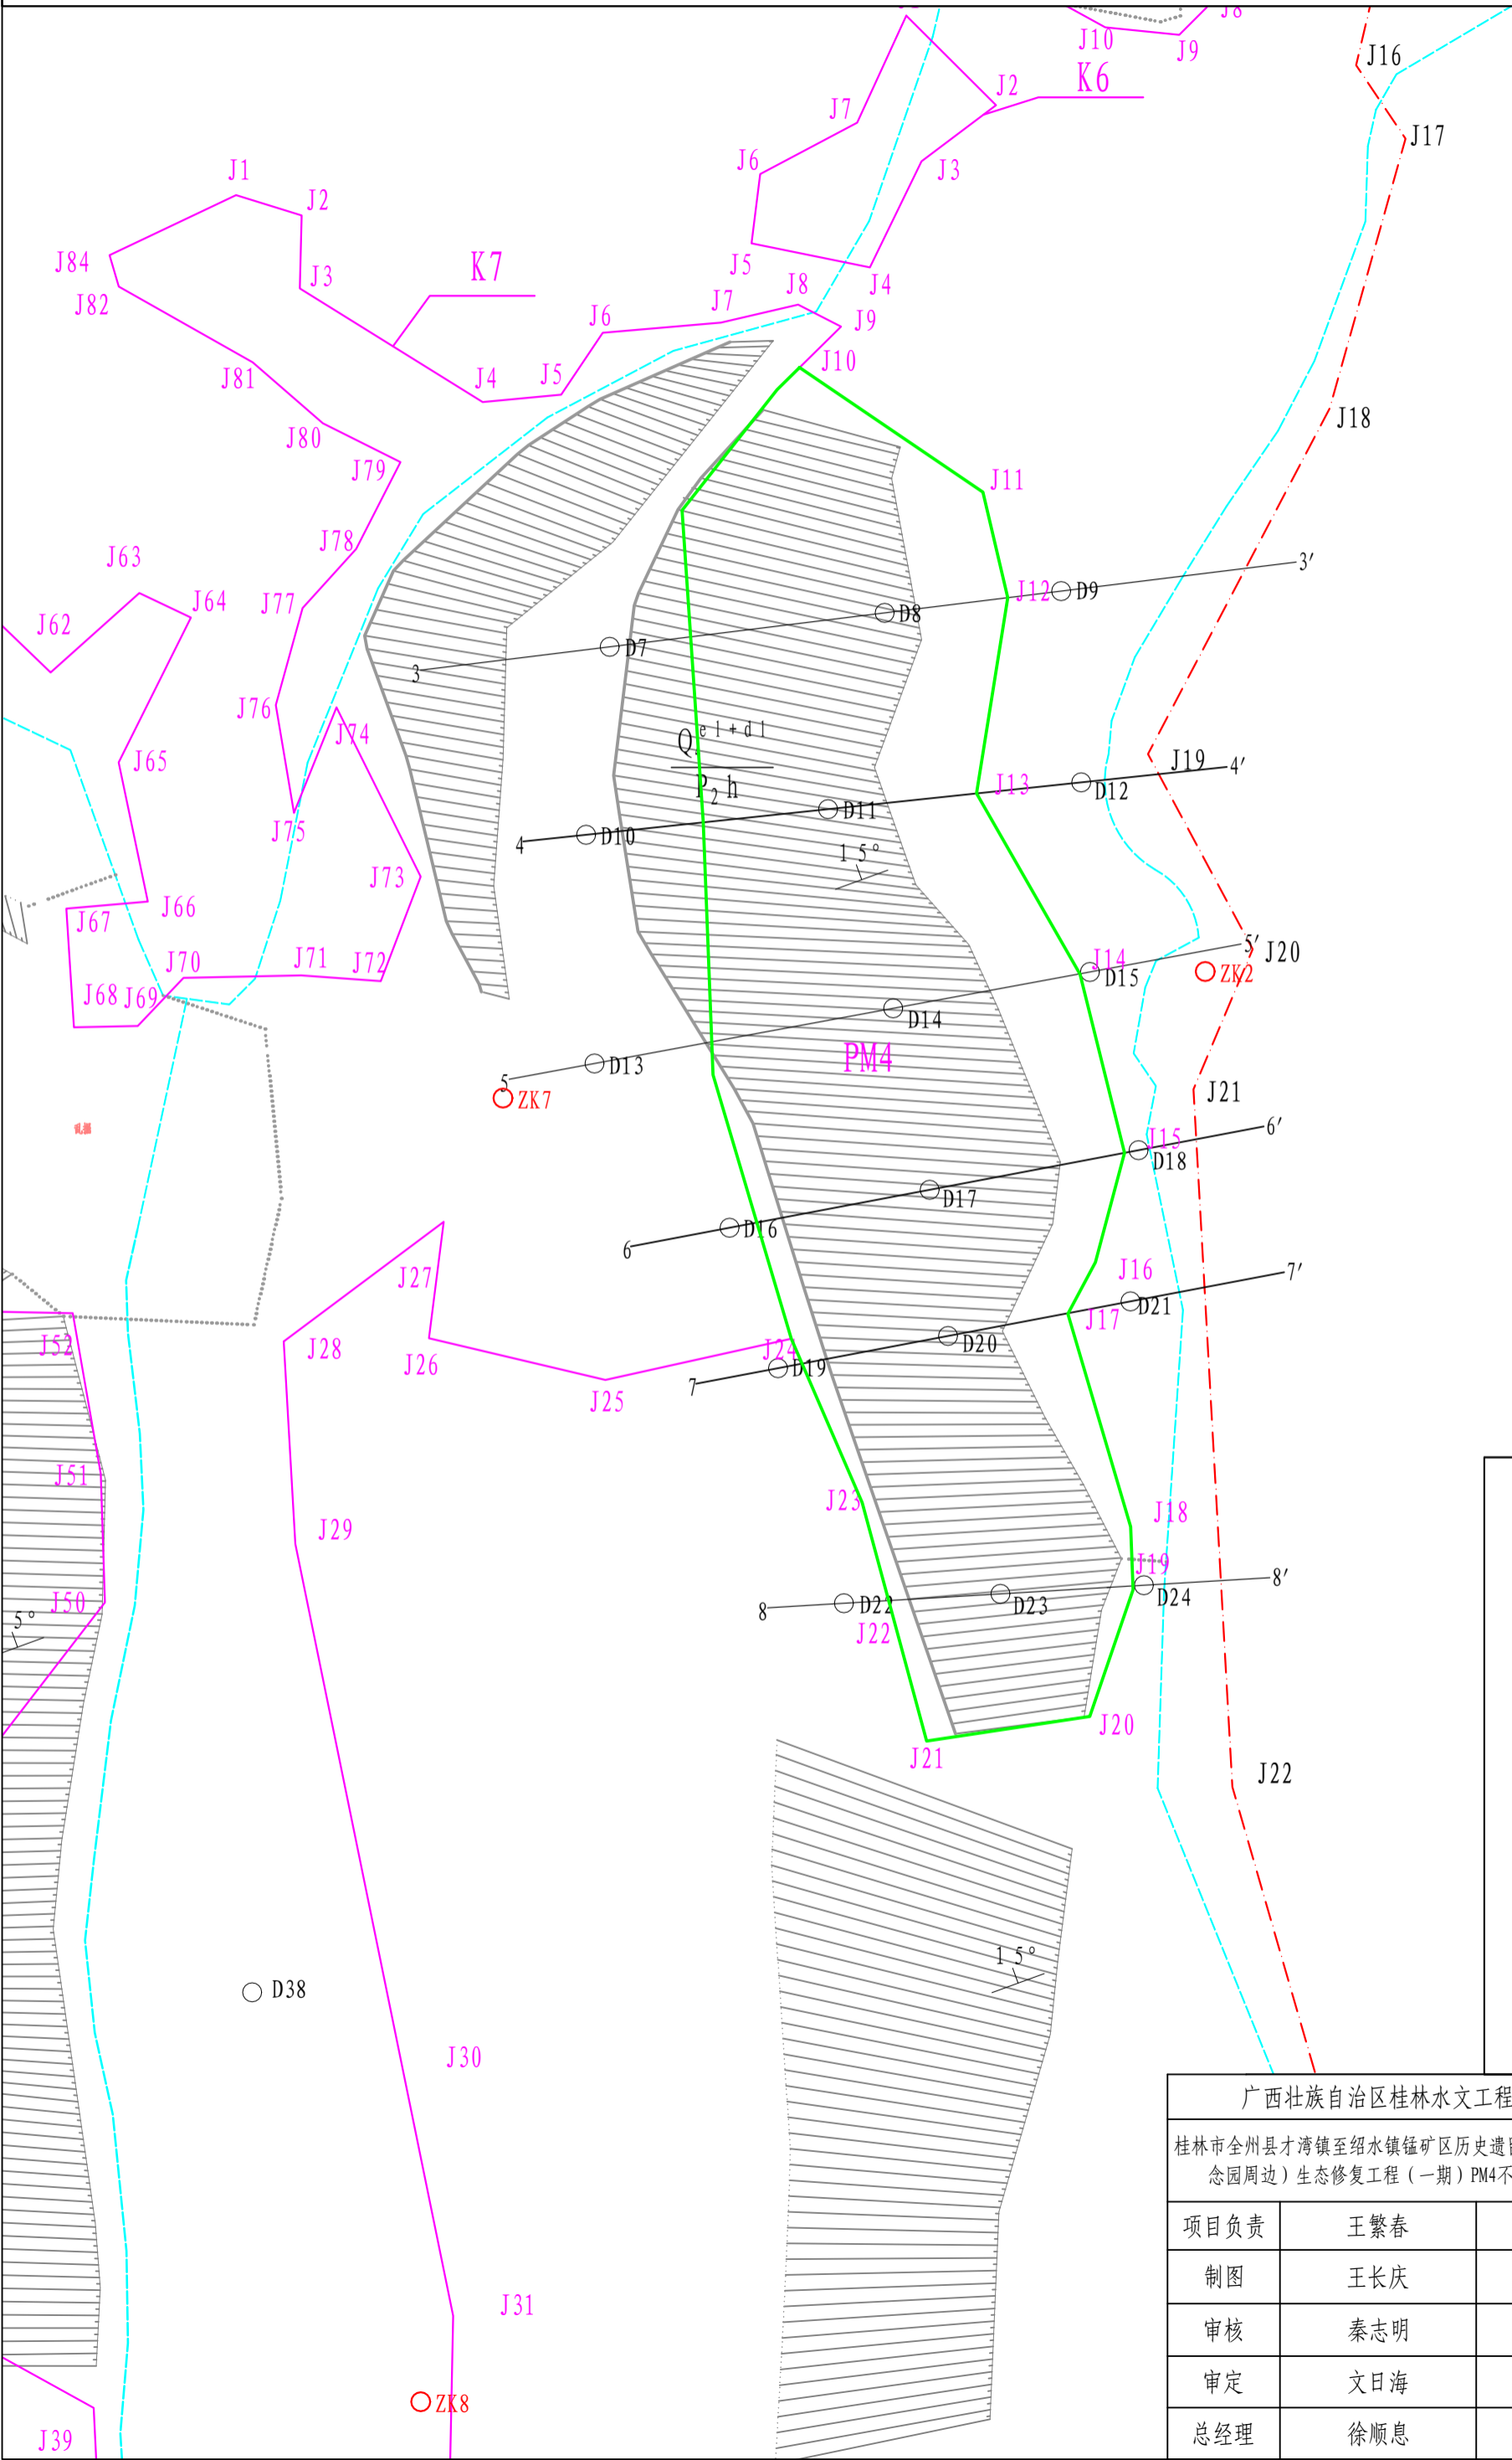 J8
J10
J9
J16
K6
J2
J7
J17
J3
J6
J1
J2
J5
J4
J84
J82
J3
K7
J8
J7
J6
J9
J10
J81
J4
J5
J18
J80
J79
J11
J78
J63
J64
J77
J12
D9
3′
D8
J62
D7
3
J76
J74
Q el+dl
P₂h
J65
J19
4′
D12
J13
D11
J75
D10
4
15°
J73
J66
J67
5′
J20
J70
J71
J72
J14
D15
ZK2
J68
J69
D14
PM4
D13
5
ZK7
J21
6′
J15
D18
D17
D16
6
J27
J16
7′
D21
J17
J28
J52
J26
J24
D20
D19
7
J25
J51
J23
J18
J29
J19
8′
D24
J50
D22
D23
8
5°
J22
J20
J21
J22
15°
D38
J30
J31
ZK8
J39
广西壮族自治区桂林水文工程
桂林市全州县才湾镇至绍水镇锰矿区历史遗
念园周边）生态修复工程（一期）PM4不
项目负责 王繁春
制图 王长庆
审核 秦志明
审定 文日海
总经理 徐顺息